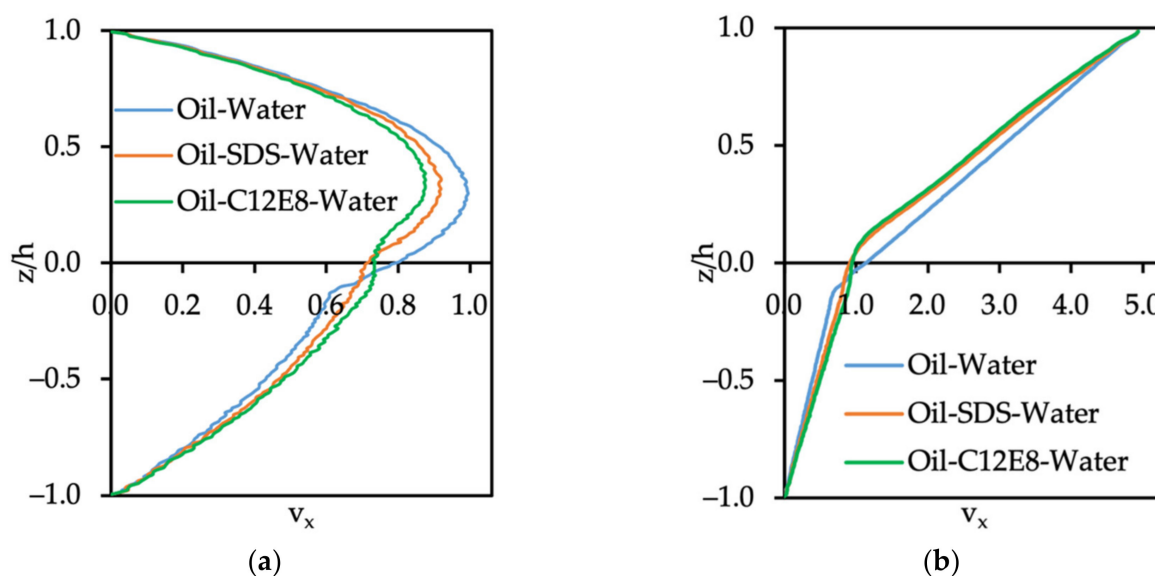 1.0
0.5
0.0
–0.5
–1.0
z/h
0.0 0.2 0.4 0.6 0.8 1.0
v_x
Oil-Water
Oil-SDS-Water
Oil-C12E8-Water
(a)
1.0
0.5
0.0
–0.5
–1.0
z/h
0.0 1.0 2.0 3.0 4.0 5.0
v_x
Oil-Water
Oil-SDS-Water
Oil-C12E8-Water
(b)